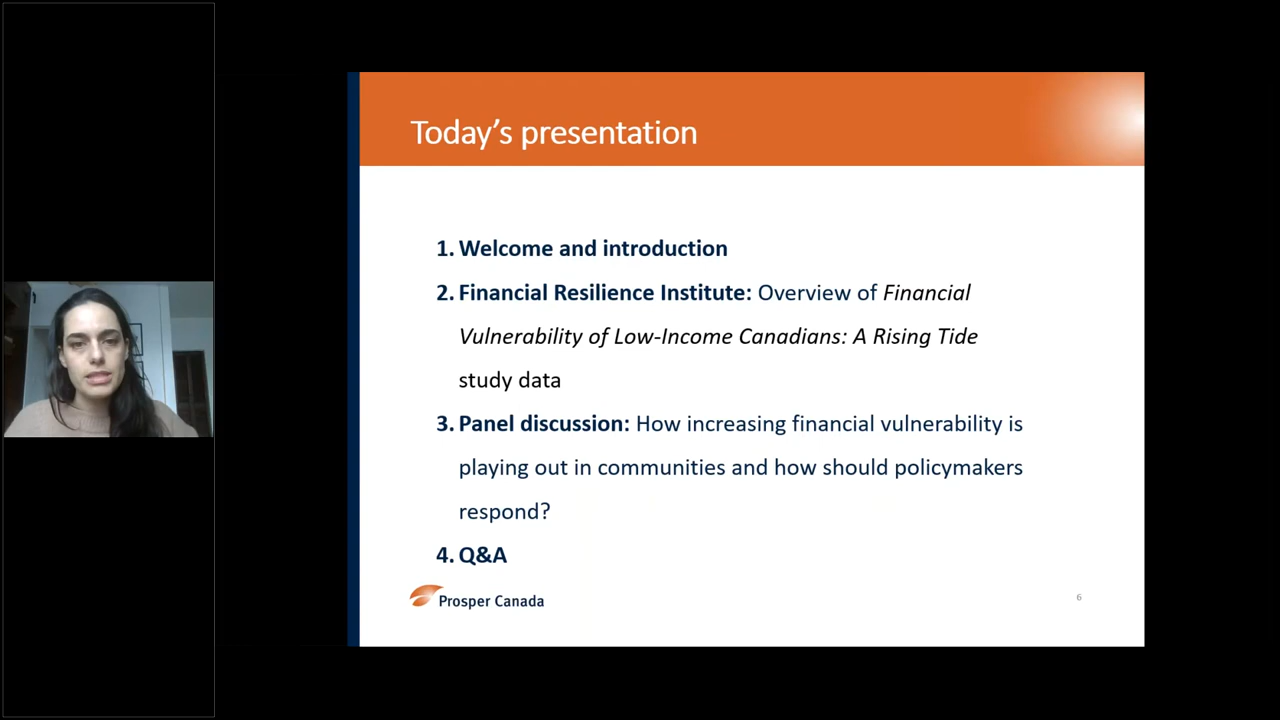 Today's presentation
1. Welcome and introduction
2. Financial Resilience Institute: Overview of Financial
Vulnerability of Low-Income Canadians: A Rising Tide
study data
3. Panel discussion: How increasing financial vulnerability is
playing out in communities and how should policymakers
respond?
4. Q&A
Prosper Canada
6